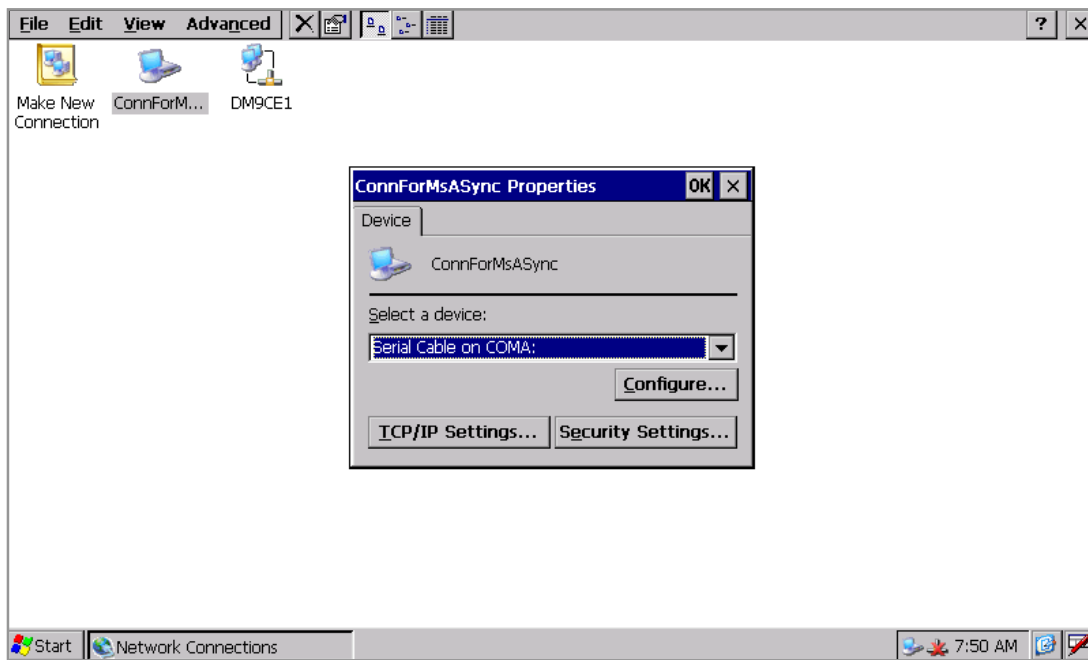 File Edit View Advanced ? ×
Make New Connection
ConnForM...
DM9CE1
ConnForMsASync Properties OK ×
Device
ConnForMsASync
Select a device:
Serial Cable on COMA:
Configure...
TCP/IP Settings... Security Settings...
Start Network Connections 7:50 AM